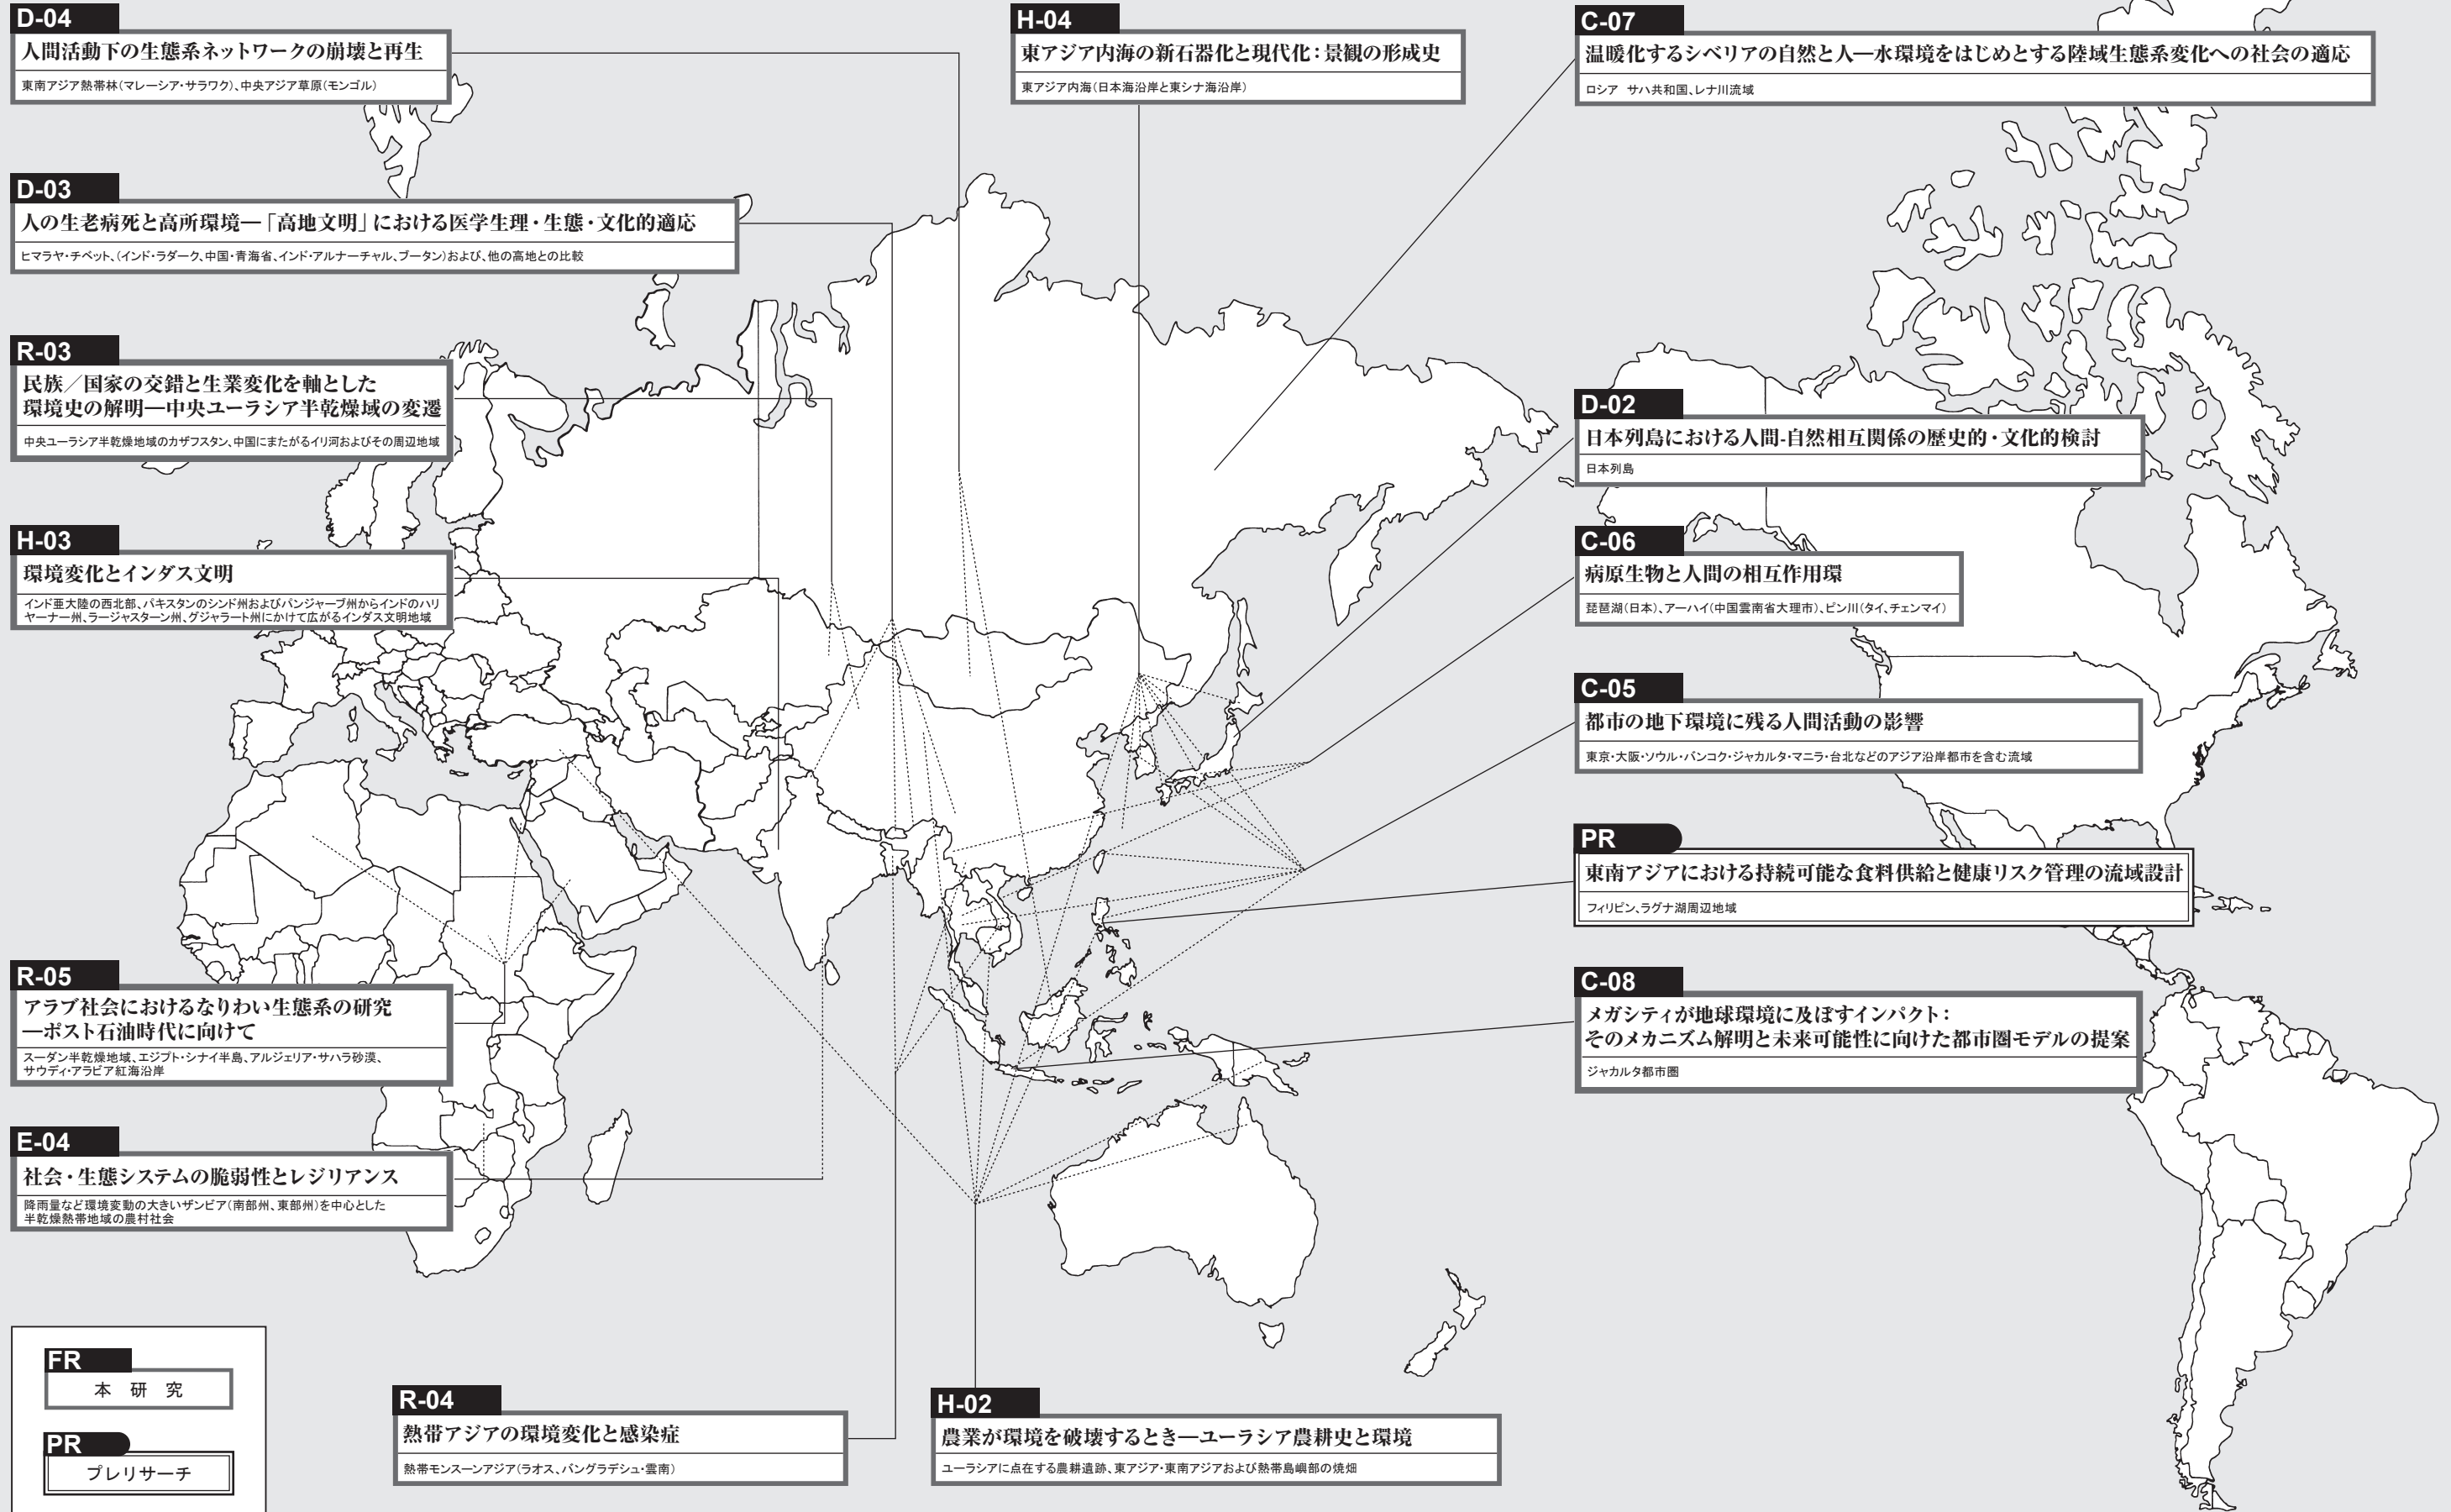 D-04
人間活動下の生態系ネットワークの崩壊と再生
東南アジア熱帯林(マレーシア・サラワク)、中央アジア草原(モンゴル)
H-04
東アジア内海の新石器化と現代化：景観の形成史
東アジア内海(日本海沿岸と東シナ海沿岸)
C-07
温暖化するシベリアの自然と人—水環境をはじめとする陸域生態系変化への社会の適応
ロシア サハ共和国、レナ川流域
D-03
人の生老病死と高所環境—「高地文明」における医学生理・生態・文化的適応
ヒマラヤ・チベット、(インド・ラダーク、中国・青海省、インド・アルナーチャル、ブータン)および、他の高地との比較
R-03
民族／国家の交錯と生業変化を軸とした
環境史の解明—中央ユーラシア半乾燥域の変遷
中央ユーラシア半乾燥地域のカザフスタン、中国にまたがるイリ河およびその周辺地域
D-02
日本列島における人間-自然相互関係の歴史的・文化的検討
日本列島
H-03
環境変化とインダス文明
インド亜大陸の西北部、パキスタンのシンド州およびパンジャーブ州からインドのハリ
ヤーナー州、ラージャスターン州、グジャラート州にかけて広がるインダス文明地域
C-06
病原生物と人間の相互作用環
琵琶湖(日本)、アーハイ(中国雲南省大理市)、ピン川(タイ、チェンマイ)
C-05
都市の地下環境に残る人間活動の影響
東京・大阪・ソウル・バンコク・ジャカルタ・マニラ・台北などのアジア沿岸都市を含む流域
PR
東南アジアにおける持続可能な食料供給と健康リスク管理の流域設計
フィリピン、ラグナ湖周辺地域
R-05
アラブ社会におけるなりわい生態系の研究
—ポスト石油時代に向けて
スーダン半乾燥地域、エジプト・シナイ半島、アルジェリア・サハラ砂漠、
サウディ・アラビア紅海沿岸
C-08
メガシティが地球環境に及ぼすインパクト：
そのメカニズム解明と未来可能性に向けた都市圏モデルの提案
ジャカルタ都市圏
E-04
社会・生態システムの脆弱性とレジリアンス
降雨量など環境変動の大きいザンビア(南部州、東部州)を中心とした
半乾燥熱帯地域の農村社会
FR
本 研 究
PR
プレリサーチ
R-04
熱帯アジアの環境変化と感染症
熱帯モンスーンアジア(ラオス、バングラデシュ・雲南)
H-02
農業が環境を破壊するとき—ユーラシア農耕史と環境
ユーラシアに点在する農耕遺跡、東アジア・東南アジアおよび熱帯島嶼部の焼畑